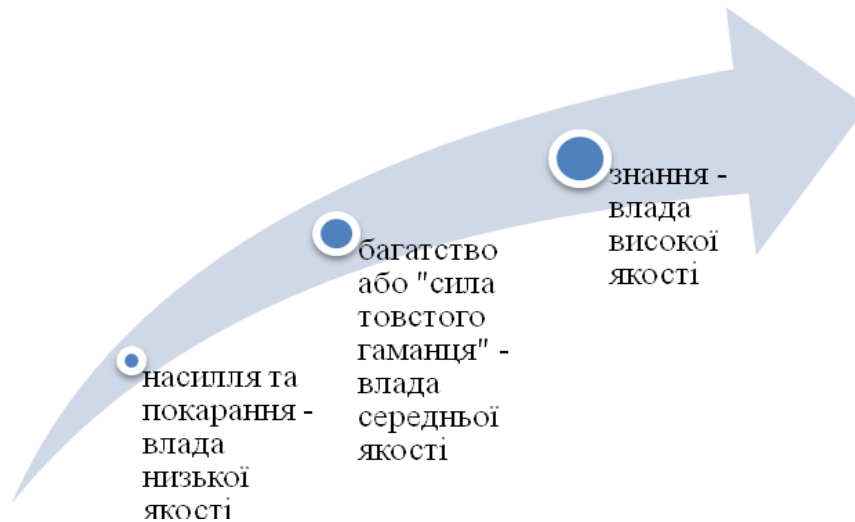 насилля та
покарання -
влада
низької
якості
багатство
або "сила
товстого
гаманця" -
влада
середньої
якості
знання -
влада
високої
якості